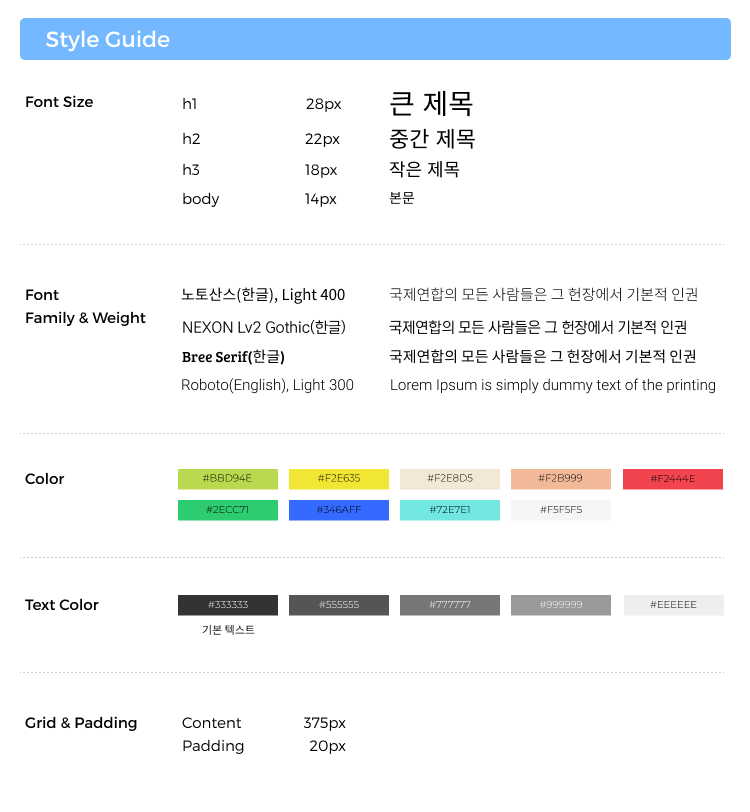 Style Guide
Font Size
h1 28px 큰 제목
h2 22px 중간 제목
h3 18px 작은 제목
body 14px 본문
Font
Family & Weight
노토산스(한글), Light 400 국제연합의 모든 사람들은 그 헌장에서 기본적 인권
NEXON Lv2 Gothic(한글) 국제연합의 모든 사람들은 그 헌장에서 기본적 인권
Bree Serif(한글) 국제연합의 모든 사람들은 그 헌장에서 기본적 인권
Roboto(English), Light 300 Lorem Ipsum is simply dummy text of the printing
Color
#BBD94E #F2E635 #F2E8D5 #F2B999 #F2444E
#2ECC71 #346AFF #72E7E1 #F5F5F5
Text Color
#333333 #555555 #777777 #999999 #EEEEEE
기본 텍스트
Grid & Padding
Content 375px
Padding 20px